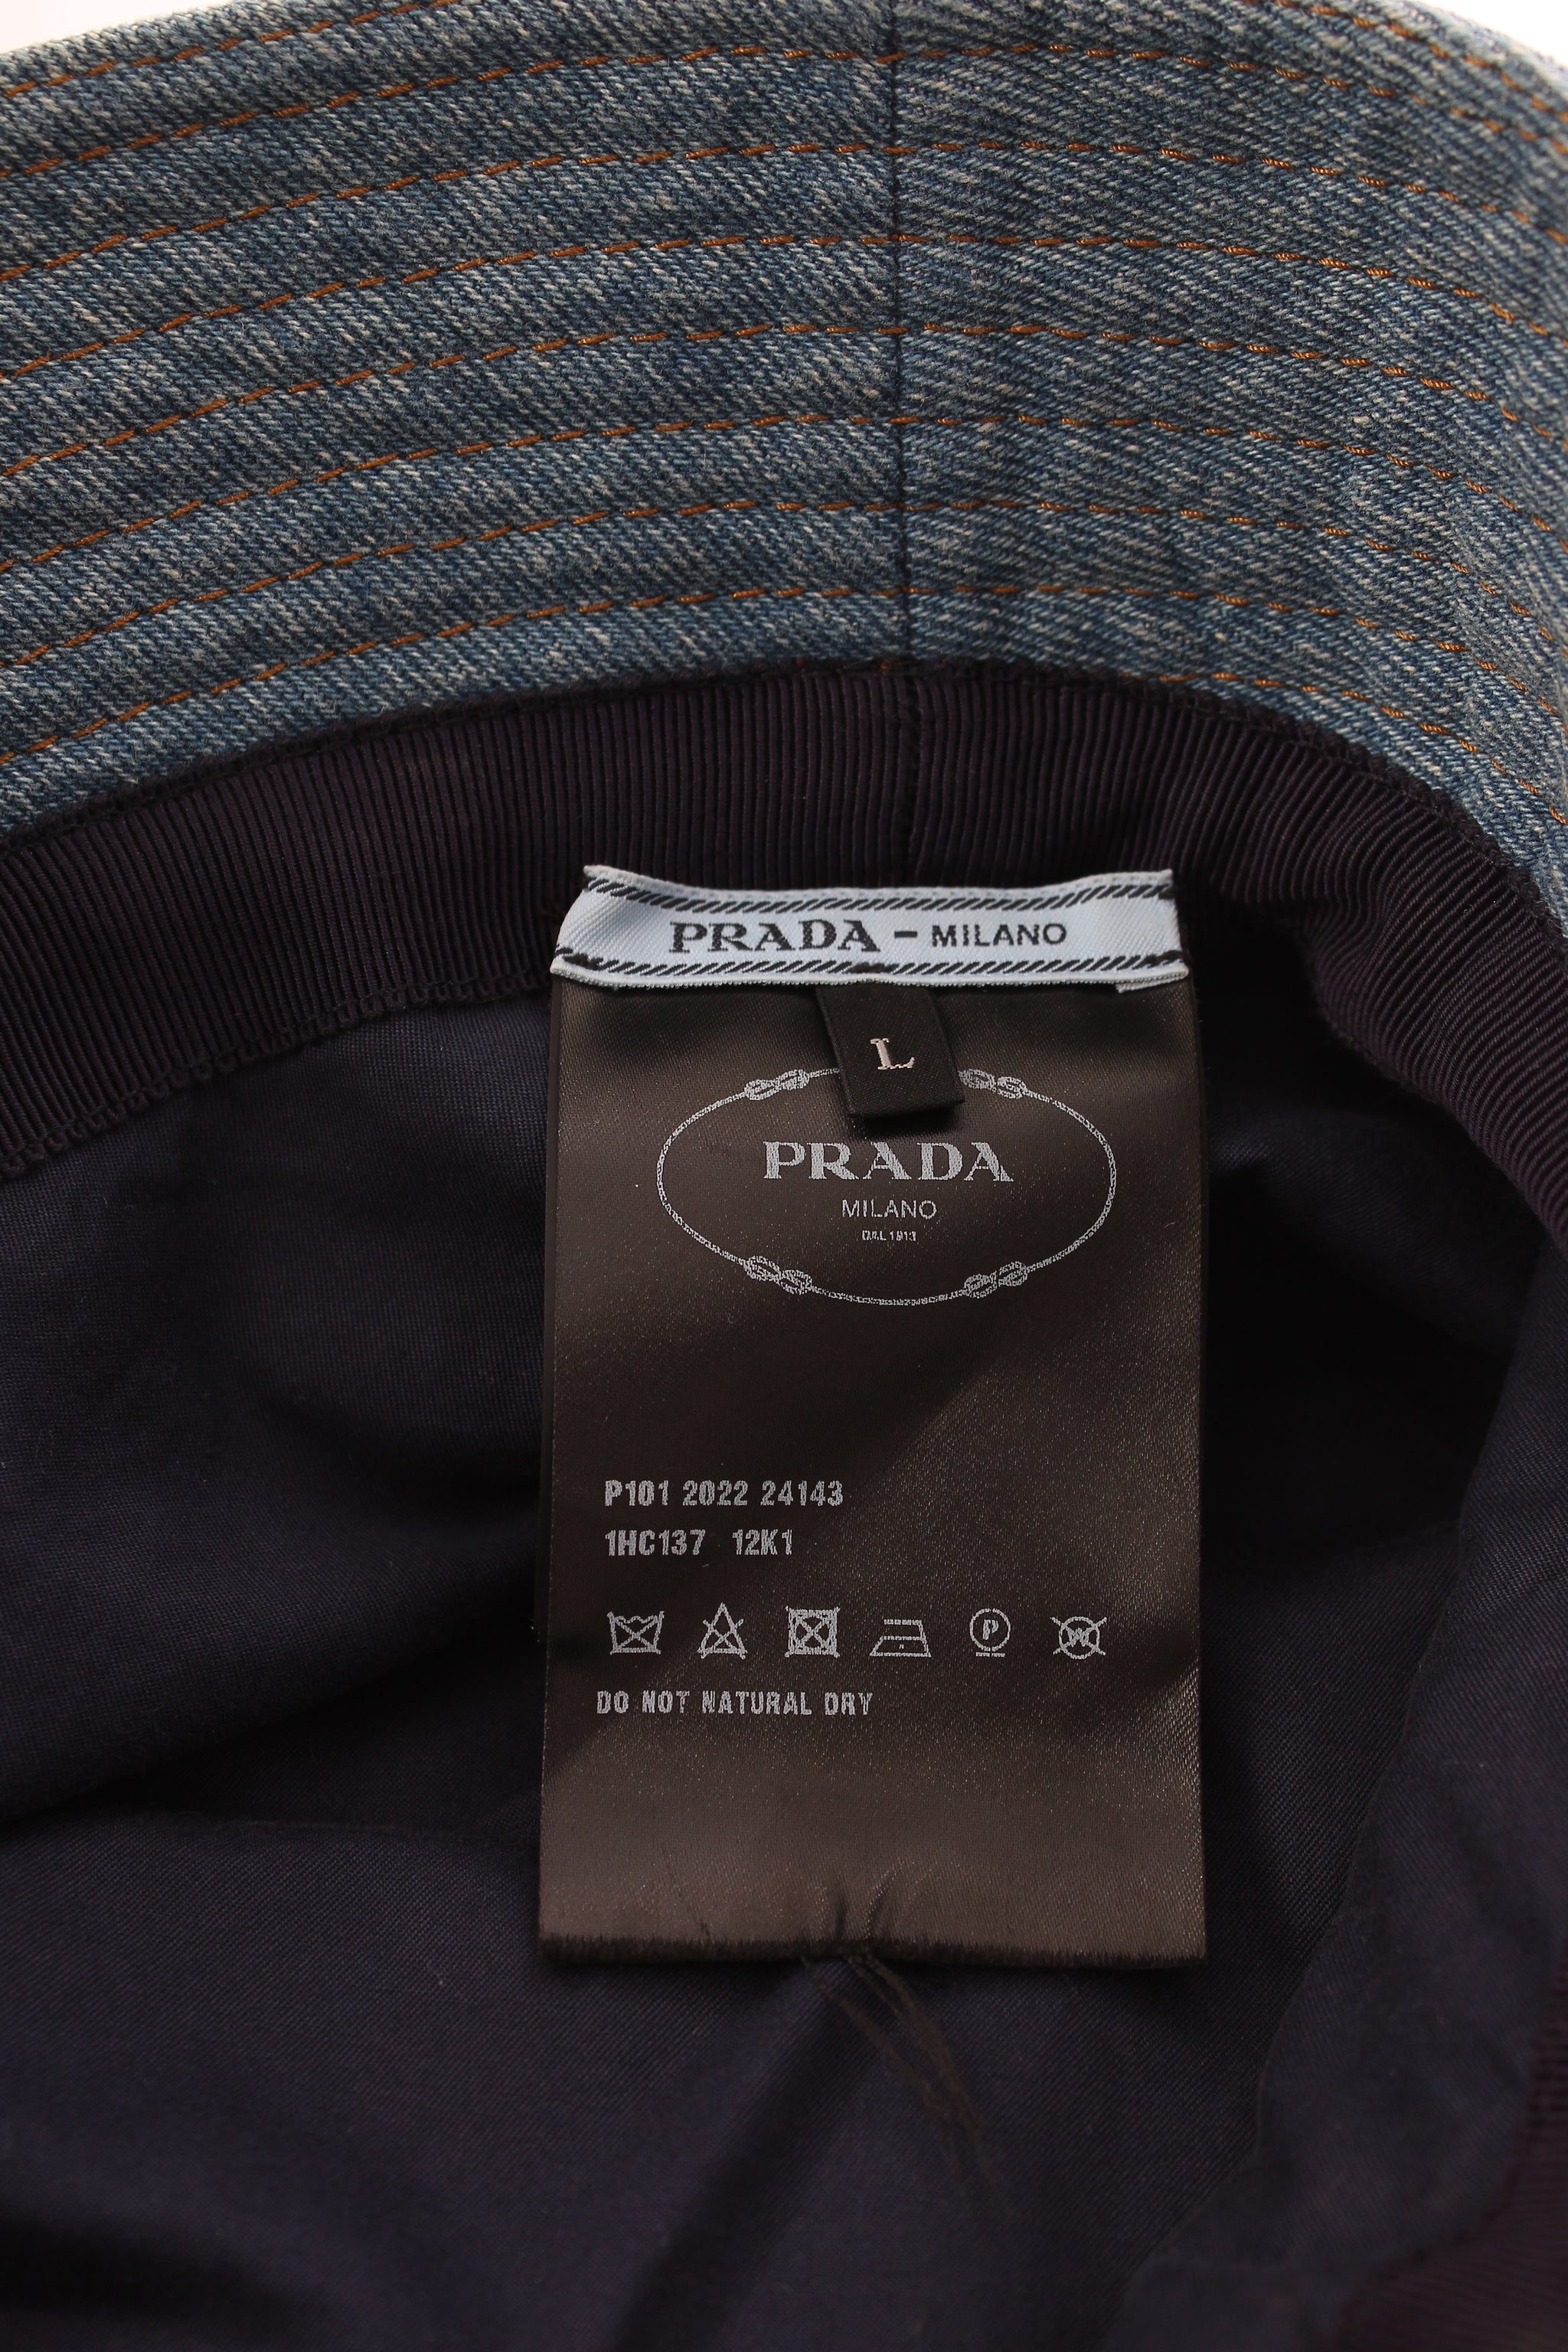 PRADA - MILANO
L
PRADA
MILANO
DAL 1913
P101 2022 24143
1HC137 12K1
P
W
DO NOT NATURAL DRY